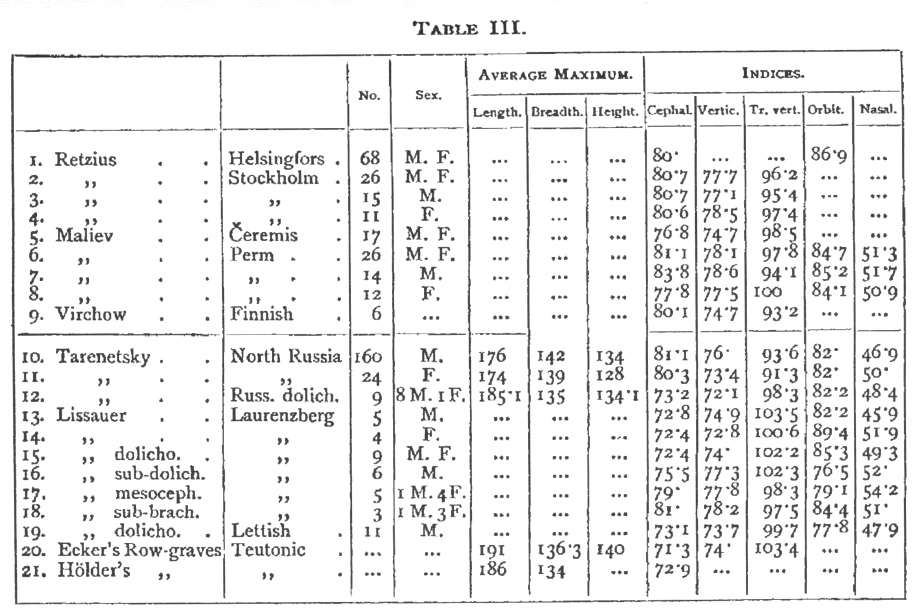 TABLE III.
AVERAGE MAXIMUM. INDICES.
No. Sex.
Length. Breadth. Height. Cephal. Vertic. Tr. vert. Orbit. Nasal.
1. Retzius . . Helsingfors . 68 M. F. ... ... ... 80· ... ... 86·9 ...
2. ,, . . Stockholm . 26 M. F. ... ... ... 80·7 77·7 96·2 ... ...
3. ,, . . ,, . 15 M. ... ... ... 80·7 77·1 95·4 ... ...
4. ,, . . ,, . 11 F. ... ... ... 80·6 78·5 97·4 ... ...
5. Maliev . . Čeremis . 17 M. F. ... ... ... 76·8 74·7 98·5 ... ...
6. ,, . . Perm . . 26 M. F. ... ... ... 81·1 78·1 97·8 84·7 51·3
7. ,, . . ,, . . 14 M. ... ... ... 83·8 78·6 94·1 85·2 51·7
8. ,, . . ,, . . 12 F. ... ... ... 77·8 77·5 100 84·1 50·9
9. Virchow . . Finnish . 6 ... ... ... ... 80·1 74·7 93·2 ... ...
10. Tarenetsky . . North Russia 160 M. 176 142 134 81·1 76· 93·6 82· 46·9
11. ,, . . ,, 24 F. 174 139 128 80·3 73·4 91·3 82· 50·
12. ,, . . Russ. dolich. 9 8 M. 1 F. 185·1 135 134·1 73·2 72·1 98·3 82·2 48·4
13. Lissauer . . Laurenzberg 5 M. ... ... ... 72·8 74·9 103·5 82·2 45·9
14. ,, . . ,, 4 F. ... ... ... 72·4 72·8 100·6 89·4 51·9
15. ,, dolicho. . ,, 9 M. F. ... ... ... 72·4 74· 102·2 85·3 49·3
16. ,, sub-dolich. ,, 6 M. ... ... ... 75·5 77·3 102·3 76·5 52·
17. ,, mesoceph. ,, 5 1 M. 4 F. ... ... ... 79· 77·8 98·3 79·1 54·2
18. ,, sub-brach. ,, 3 1 M. 3 F. ... ... ... 81· 78·2 97·5 84·4 51·
19. ,, dolicho. . Lettish . 11 M. ... ... ... 73·1 73·7 99·7 77·8 47·9
20. Ecker's Row-graves Teutonic . ... ... 191 136·3 140 71·3 74· 103·4 ... ...
21. Hölder's ,, ,, . ... ... 186 134 ... 72·9 ... ... ... ...